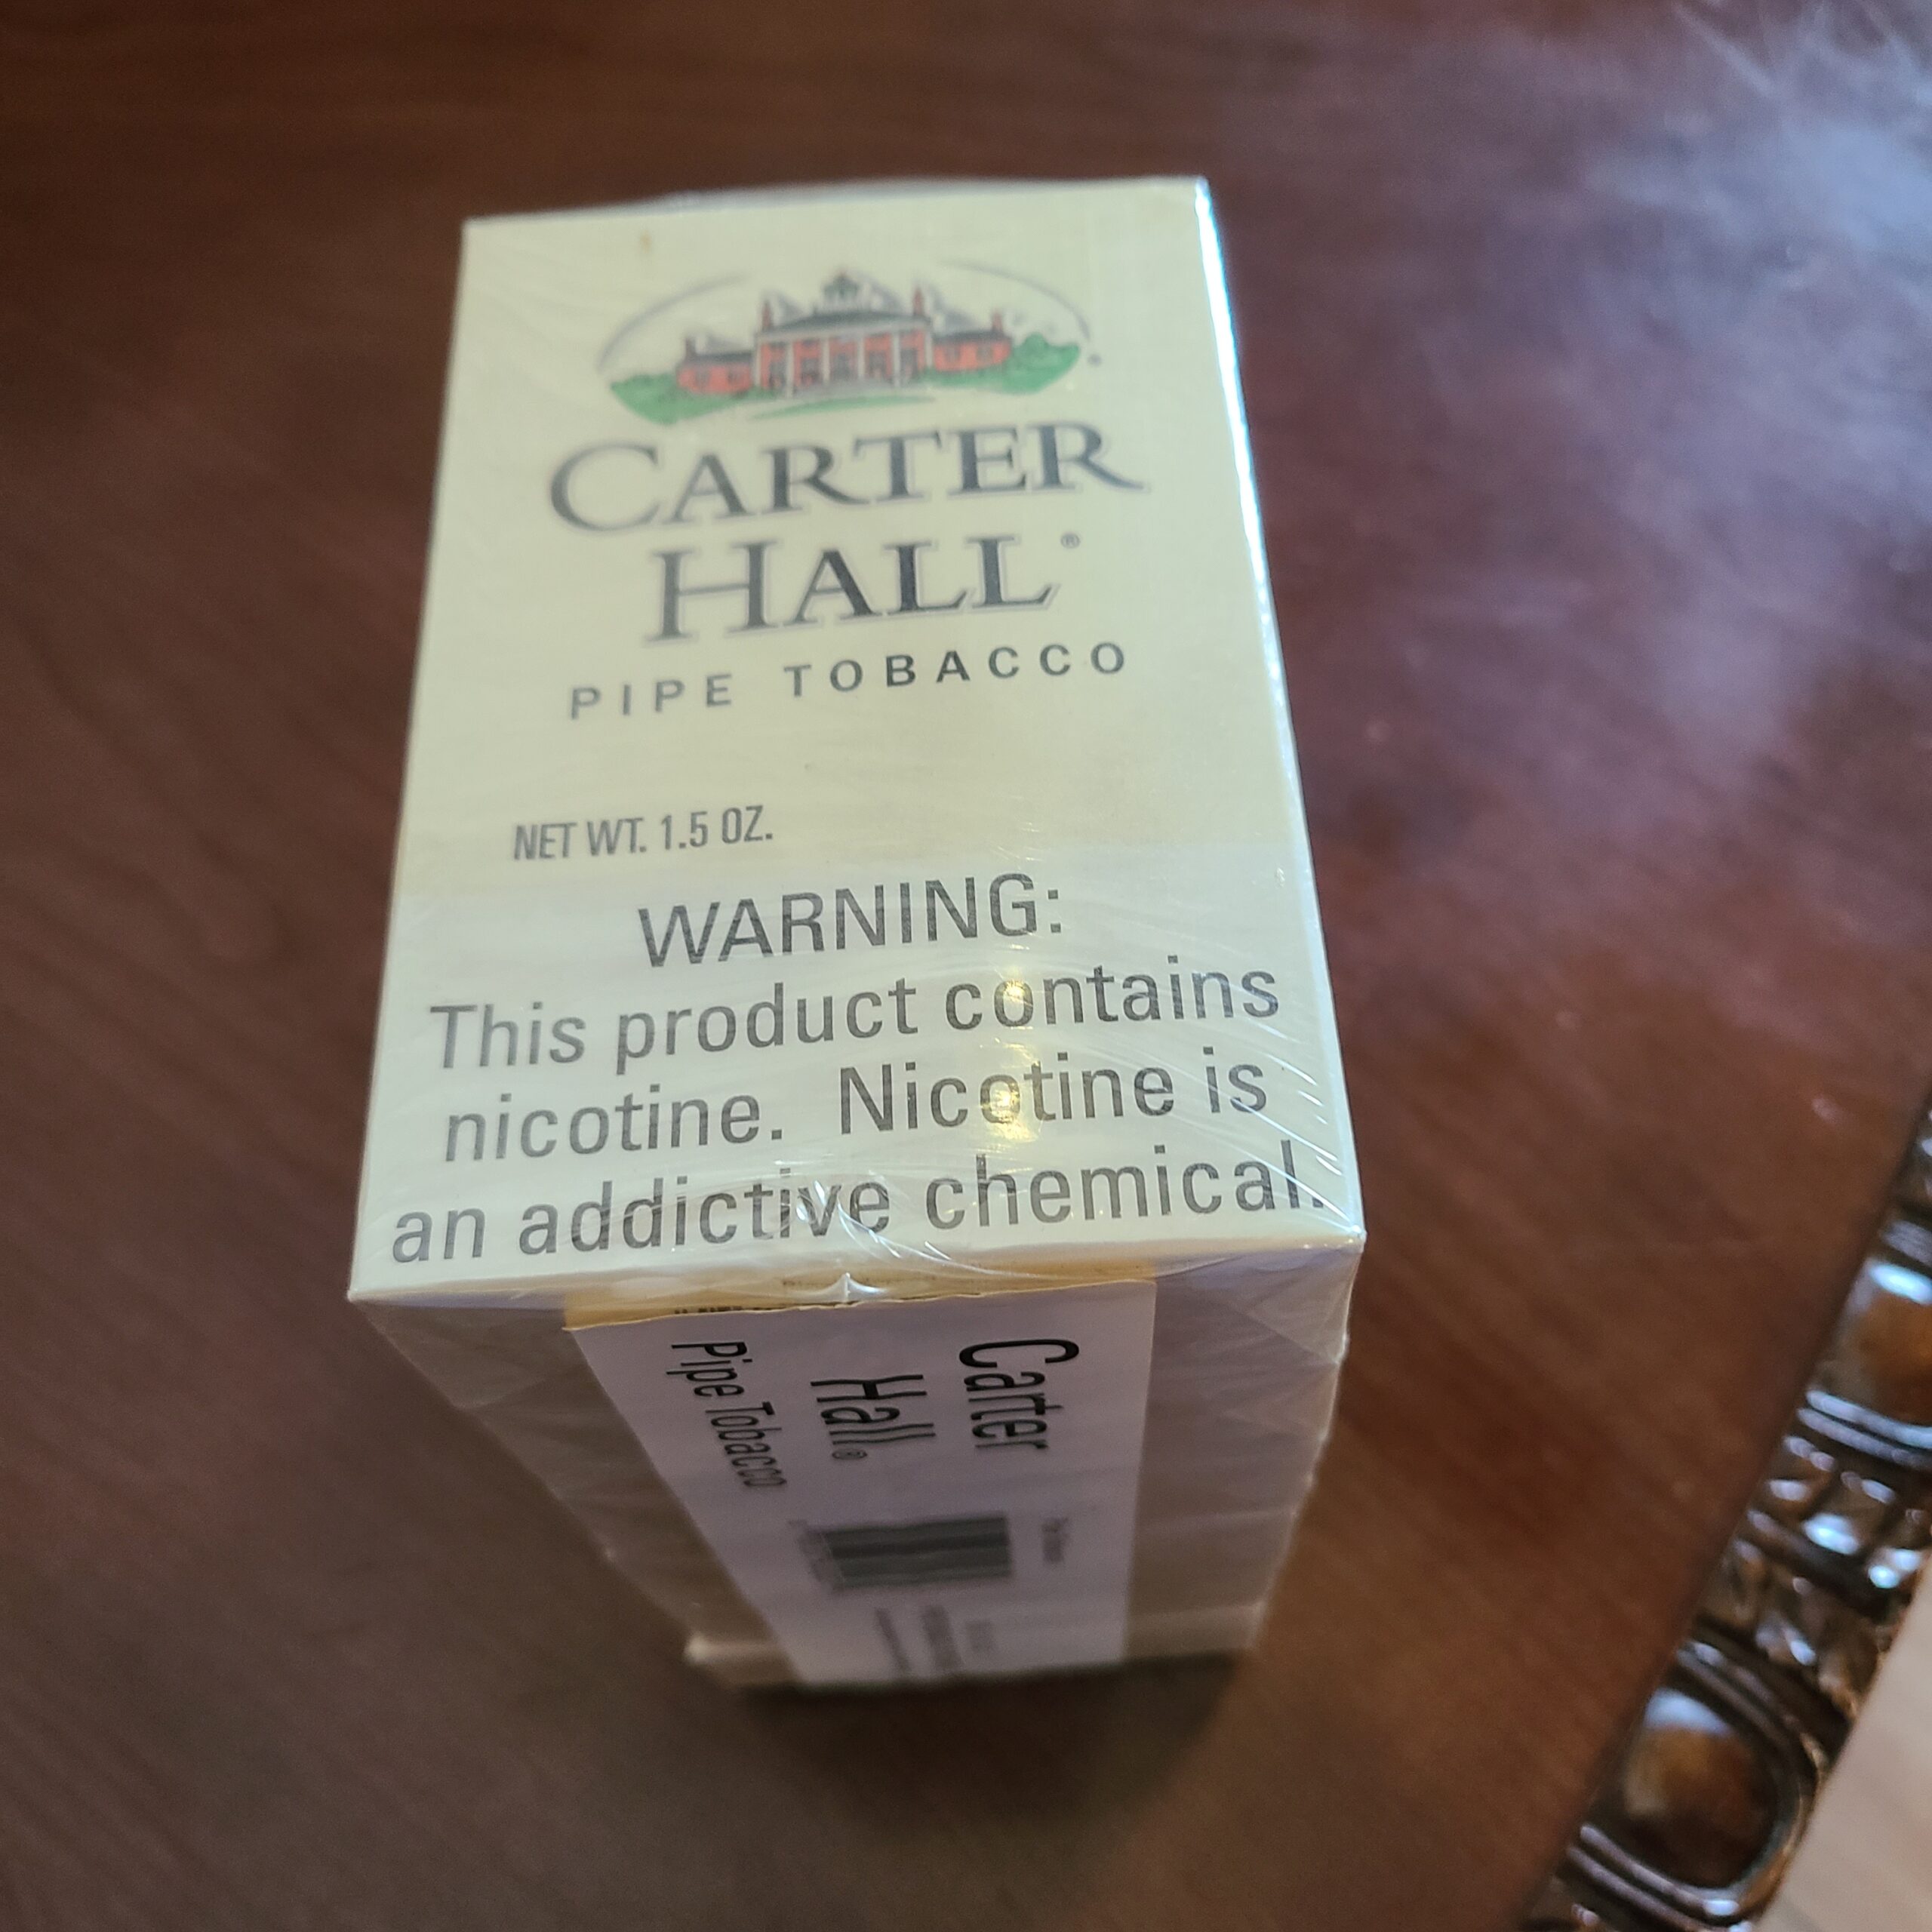 CARTER
HALL®
PIPE TOBACCO
NET WT. 1.5 OZ.
WARNING:
This product contains
nicotine. Nicotine is
an addictive chemical.
Carter
Hall®
Pipe Tobacco